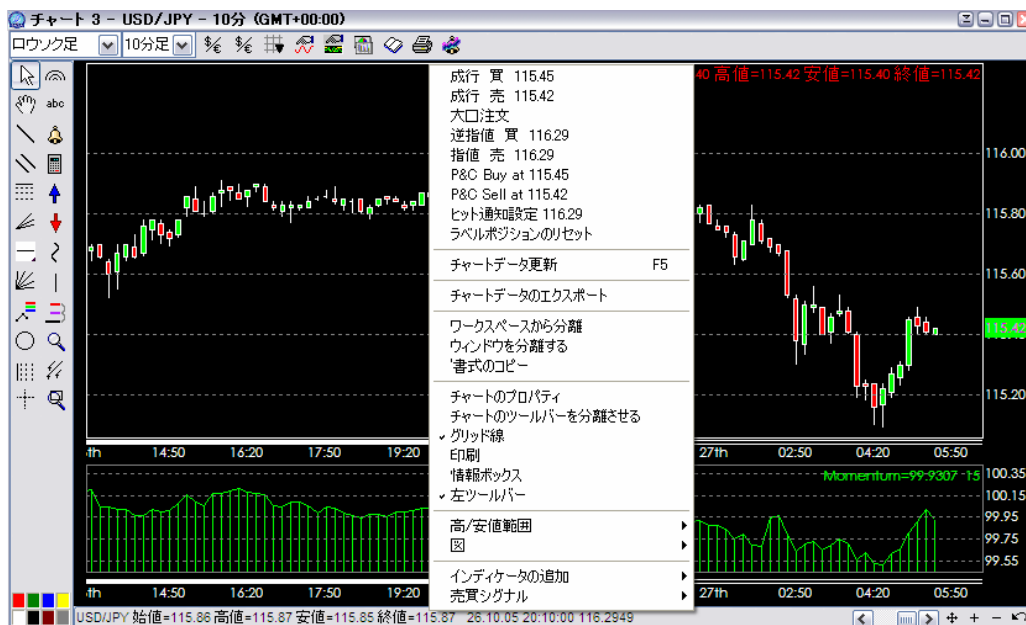 チャート 3 - USD/JPY - 10分 (GMT+00:00)
ロウソク足 10分足
abc
40 高値=115.42 安値=115.40 終値=115.42
成行 買 115.45
成行 売 115.42
大口注文
逆指値 買 116.29
指値 売 116.29
P&C Buy at 115.45
P&C Sell at 115.42
ヒット通知設定 116.29
ラベルポジションのリセット
チャートデータ更新 F5
チャートデータのエクスポート
ワークスペースから分離
ウィンドウを分離する
書式のコピー
チャートのプロパティ
チャートのツールバーを分離させる
グリッド線
印刷
情報ボックス
左ツールバー
高/安値範囲
図
インディケータの追加
売買シグナル
116.00
115.80
115.60
115.42
115.20
14:50 16:20 17:50 19:20 27th 02:50 04:20 05:50
Momentum=99.9307 -15
100.35
100.15
99.95
99.75
99.55
14:50 16:20 17:50 19:20 27th 02:50 04:20 05:50
USD/JPY 始値=115.86 高値=115.87 安値=115.85 終値=115.87 26.10.05 20:10:00 116.2949